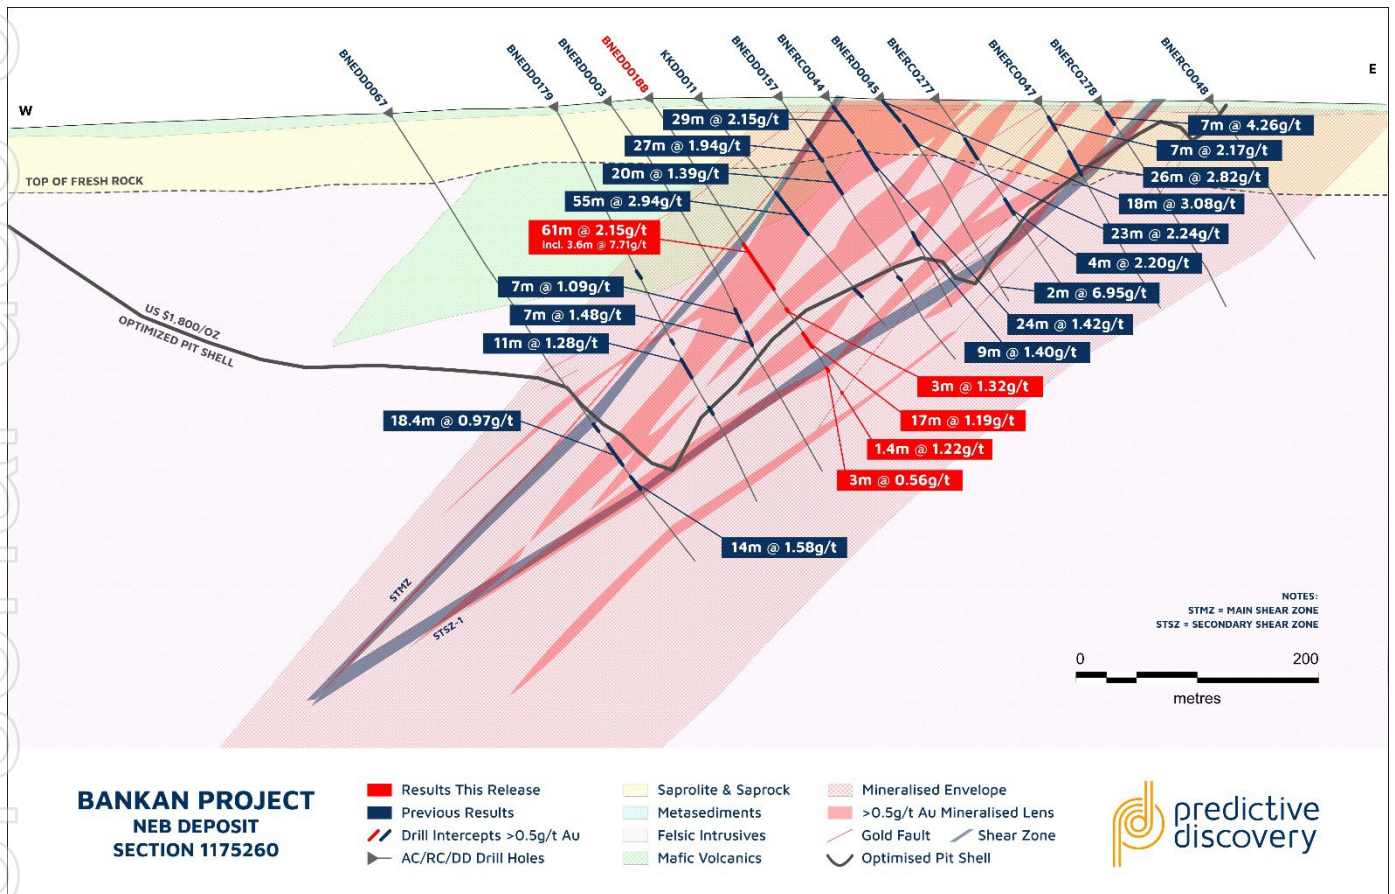 W
E
BNEDD0067
BNEDD0179
BNERD0003
BNEDD0188
KKDD011
BNEDD0157
BNERC0044
BNERD0045
BNERC0277
BNERC0047
BNERC0278
BNERC0048
29m @ 2.15g/t
27m @ 1.94g/t
20m @ 1.39g/t
55m @ 2.94g/t
61m @ 2.15g/t
incl. 3.6m @ 7.71g/t
7m @ 1.09g/t
7m @ 1.48g/t
11m @ 1.28g/t
18.4m @ 0.97g/t
7m @ 4.26g/t
7m @ 2.17g/t
26m @ 2.82g/t
18m @ 3.08g/t
23m @ 2.24g/t
4m @ 2.20g/t
2m @ 6.95g/t
24m @ 1.42g/t
9m @ 1.40g/t
3m @ 1.32g/t
17m @ 1.19g/t
1.4m @ 1.22g/t
3m @ 0.56g/t
14m @ 1.58g/t
TOP OF FRESH ROCK
US $1,800/OZ
OPTIMIZED PIT SHELL
STMZ
STSZ-1
NOTES:
STMZ = MAIN SHEAR ZONE
STSZ = SECONDARY SHEAR ZONE
0 200
metres
BANKAN PROJECT
NEB DEPOSIT
SECTION 1175260
Results This Release
Previous Results
Drill Intercepts >0.5g/t Au
AC/RC/DD Drill Holes
Saprolite & Saprock
Metasediments
Felsic Intrusives
Mafic Volcanics
Mineralised Envelope
>0.5g/t Au Mineralised Lens
Gold Fault Shear Zone
Optimised Pit Shell
predictive
discovery